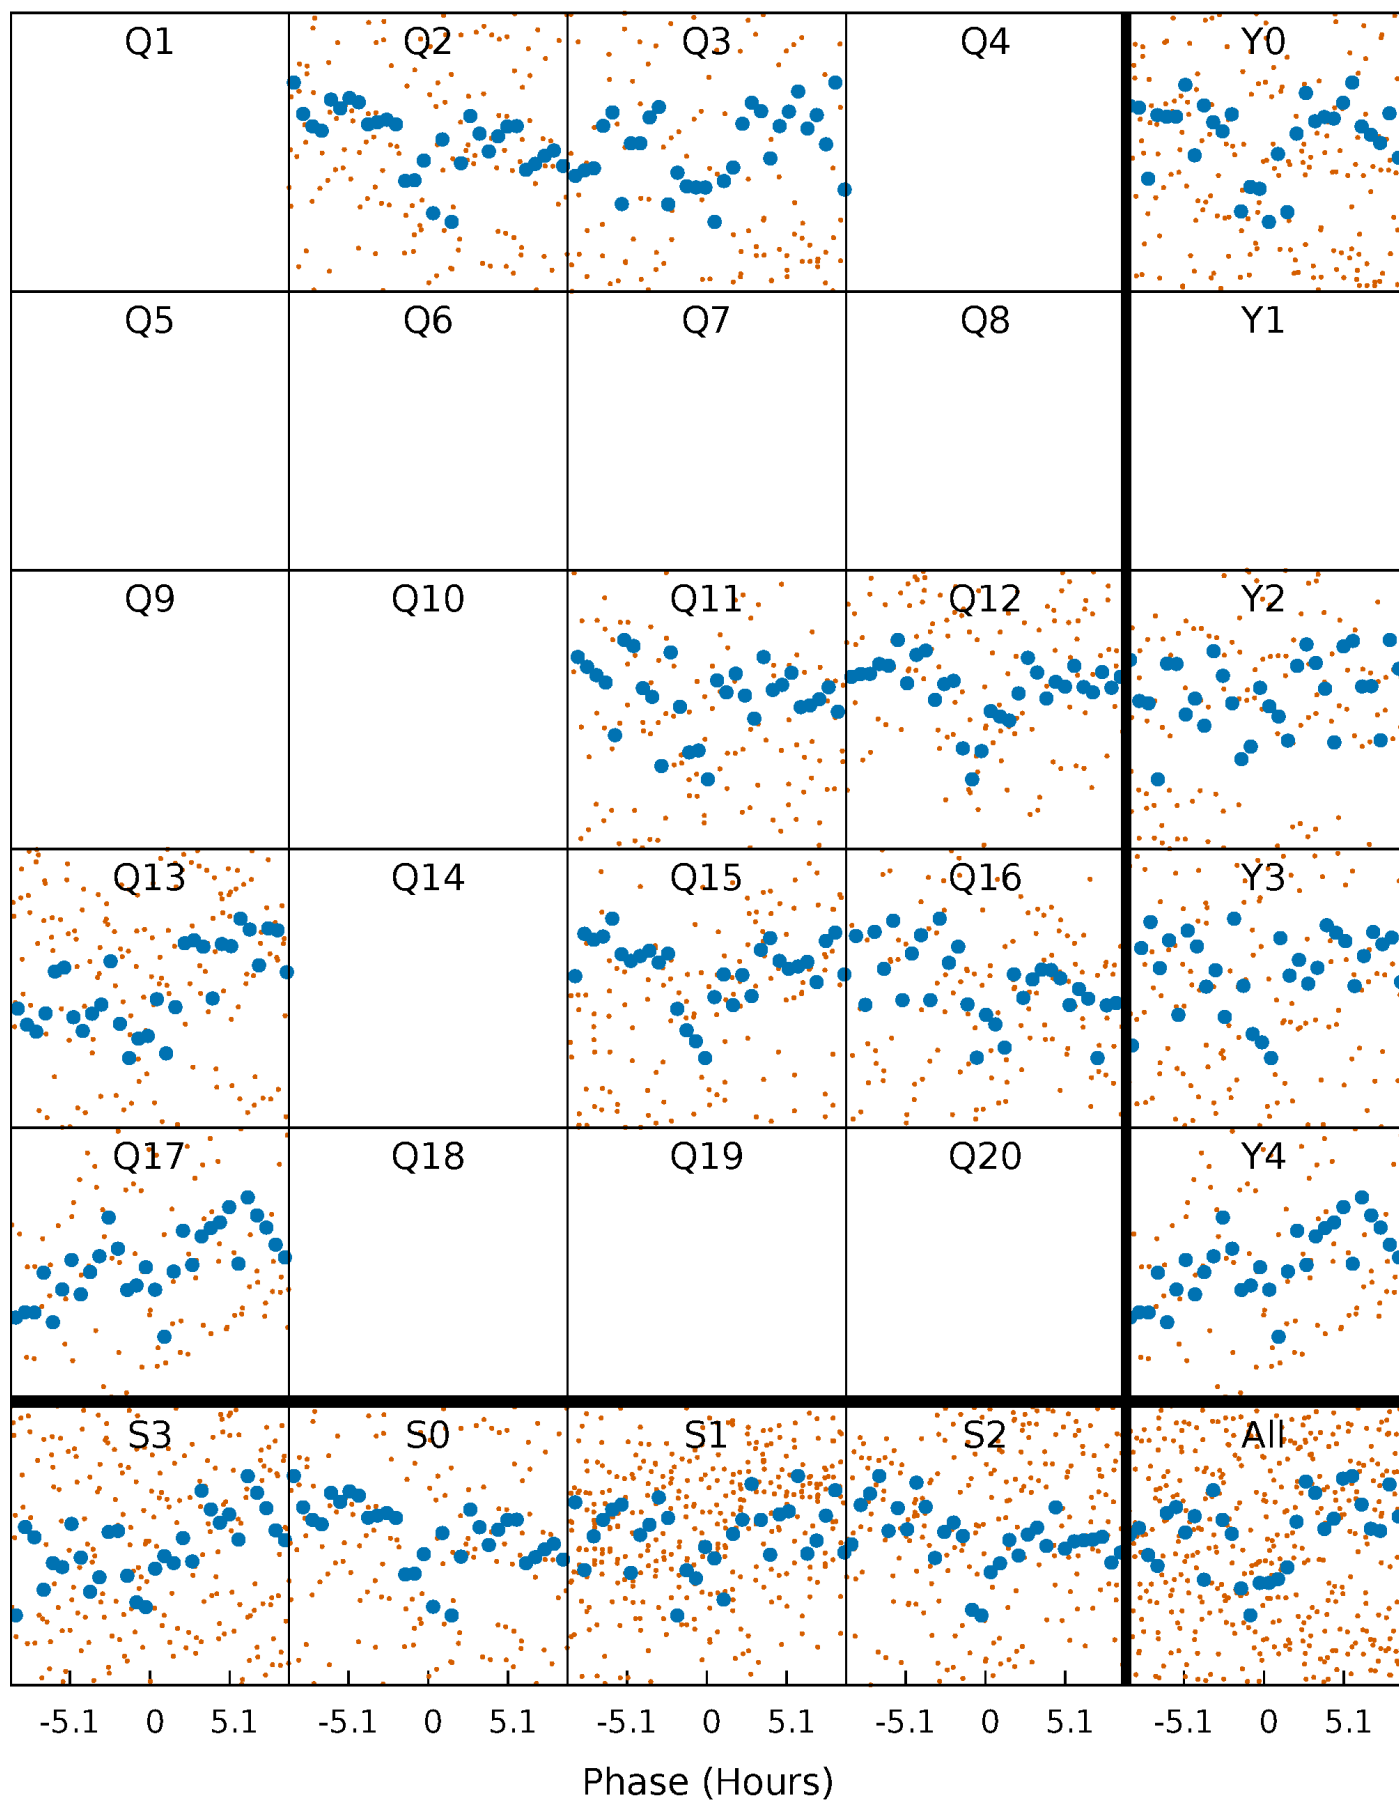 Q1 Q2 Q3 Q4 Y0
Q5 Q6 Q7 Q8 Y1
Q9 Q10 Q11 Q12 Y2
Q13 Q14 Q15 Q16 Y3
Q17 Q18 Q19 Q20 Y4
S3 S0 S1 S2 All
-5.1 0 5.1 -5.1 0 5.1 -5.1 0 5.1 -5.1 0 5.1 -5.1 0 5.1
Phase (Hours)